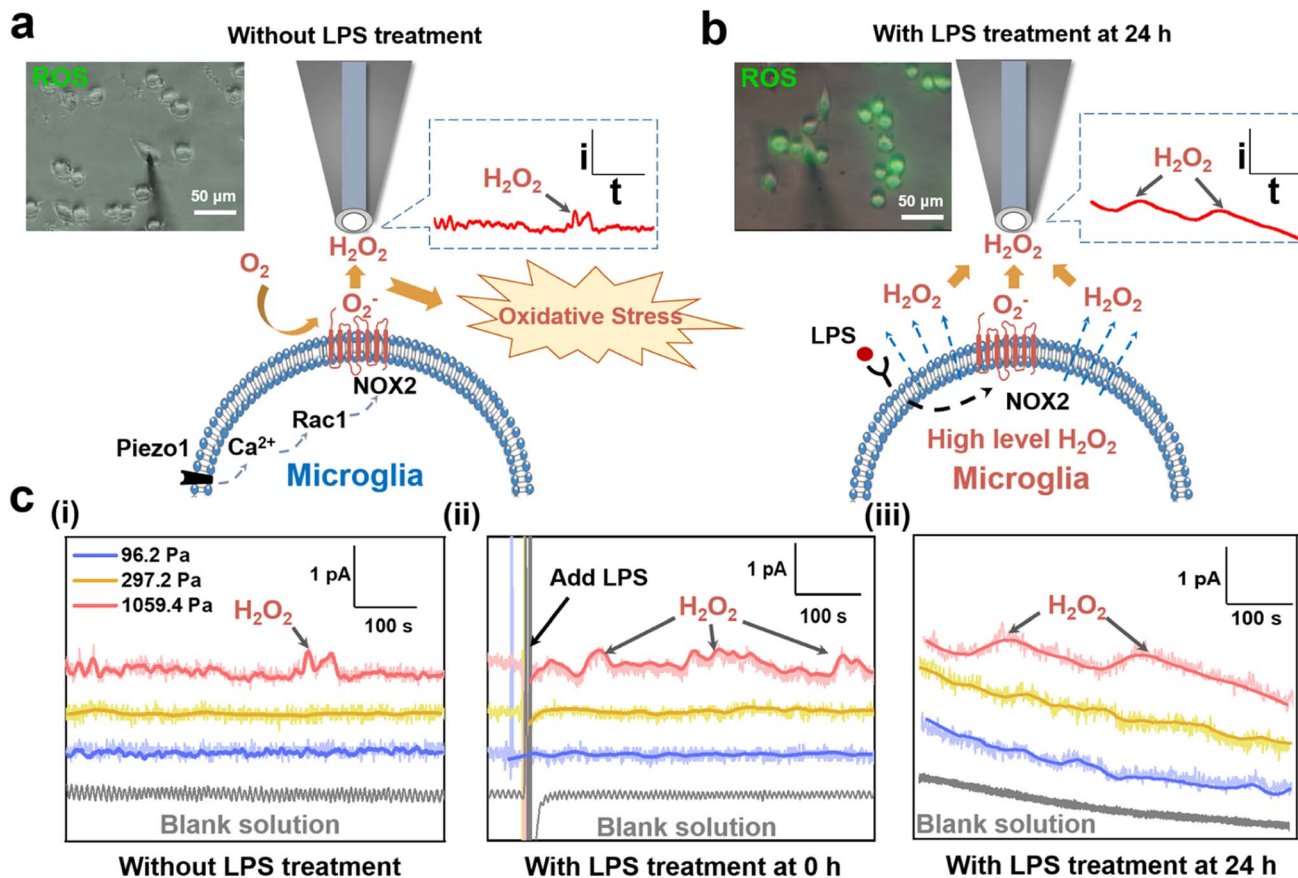 a
Without LPS treatment
ROS
50 µm
i
t
H₂O₂
H₂O₂
O₂
O₂⁻
Oxidative Stress
NOX2
Rac1
Ca²⁺
Piezo1
Microglia
b
With LPS treatment at 24 h
ROS
50 µm
i
t
H₂O₂
H₂O₂
H₂O₂
O₂⁻
H₂O₂
LPS
NOX2
High level H₂O₂
Microglia
c
(i)
96.2 Pa
297.2 Pa
1059.4 Pa
1 pA
100 s
H₂O₂
Blank solution
Without LPS treatment
(ii)
Add LPS
1 pA
100 s
H₂O₂
Blank solution
With LPS treatment at 0 h
(iii)
1 pA
100 s
H₂O₂
Blank solution
With LPS treatment at 24 h